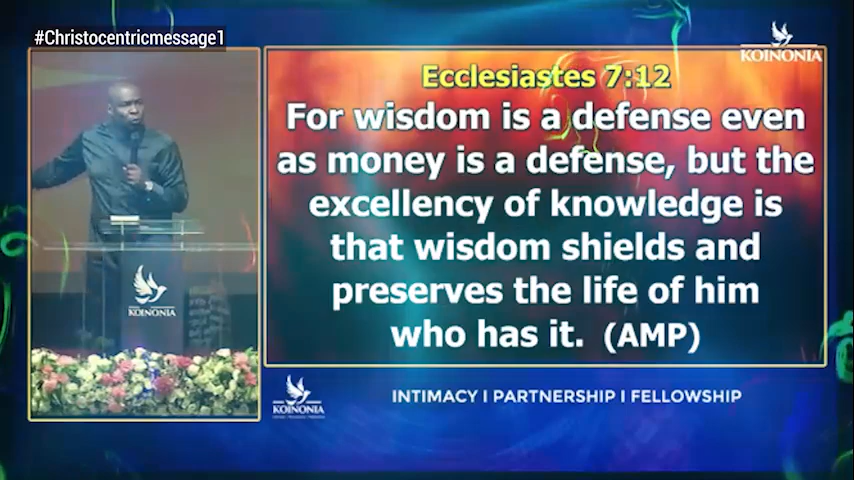 #Christocentricmessage1
KOINONIA
Ecclesiastes 7:12
For wisdom is a defense even
as money is a defense, but the
excellency of knowledge is
that wisdom shields and
preserves the life of him
who has it. (AMP)
KOINONIA
KOINONIA
INTIMACY I PARTNERSHIP I FELLOWSHIP